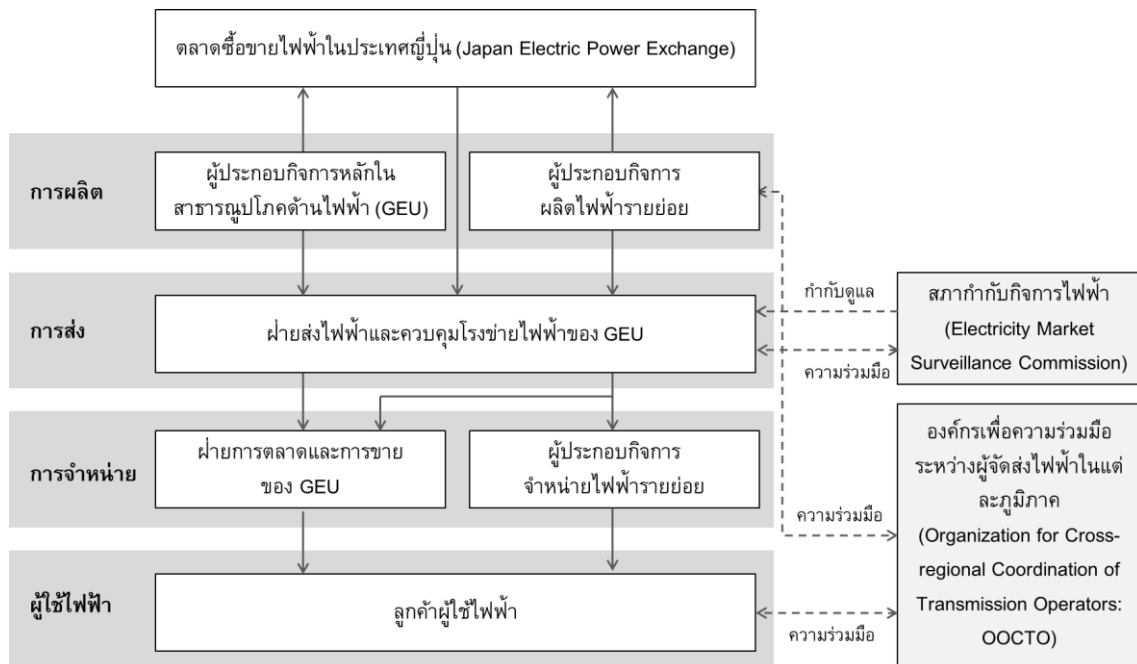 ตลาดซื้อขายไฟฟ้าในประเทศญี่ปุ่น (Japan Electric Power Exchange)
การผลิต
ผู้ประกอบกิจการหลักใน
สาธารณูปโภคด้านไฟฟ้า (GEU)
ผู้ประกอบกิจการ
ผลิตไฟฟ้ารายย่อย
การส่ง
ฝ่ายส่งไฟฟ้าและควบคุมโรงข่ายไฟฟ้าของ GEU
กำกับดูแล
ความร่วมมือ
สภากำกับกิจการไฟฟ้า
(Electricity Market
Surveillance Commission)
การจำหน่าย
ฝ่ายการตลาดและการขาย
ของ GEU
ผู้ประกอบกิจการ
จำหน่ายไฟฟ้ารายย่อย
ความร่วมมือ
องค์กรเพื่อความร่วมมือ
ระหว่างผู้จัดส่งไฟฟ้าในแต่
ละภูมิภาค
(Organization for Cross-
regional Coordination of
Transmission Operators:
OOCTO)
ผู้ใช้ไฟฟ้า
ลูกค้าผู้ใช้ไฟฟ้า
ความร่วมมือ